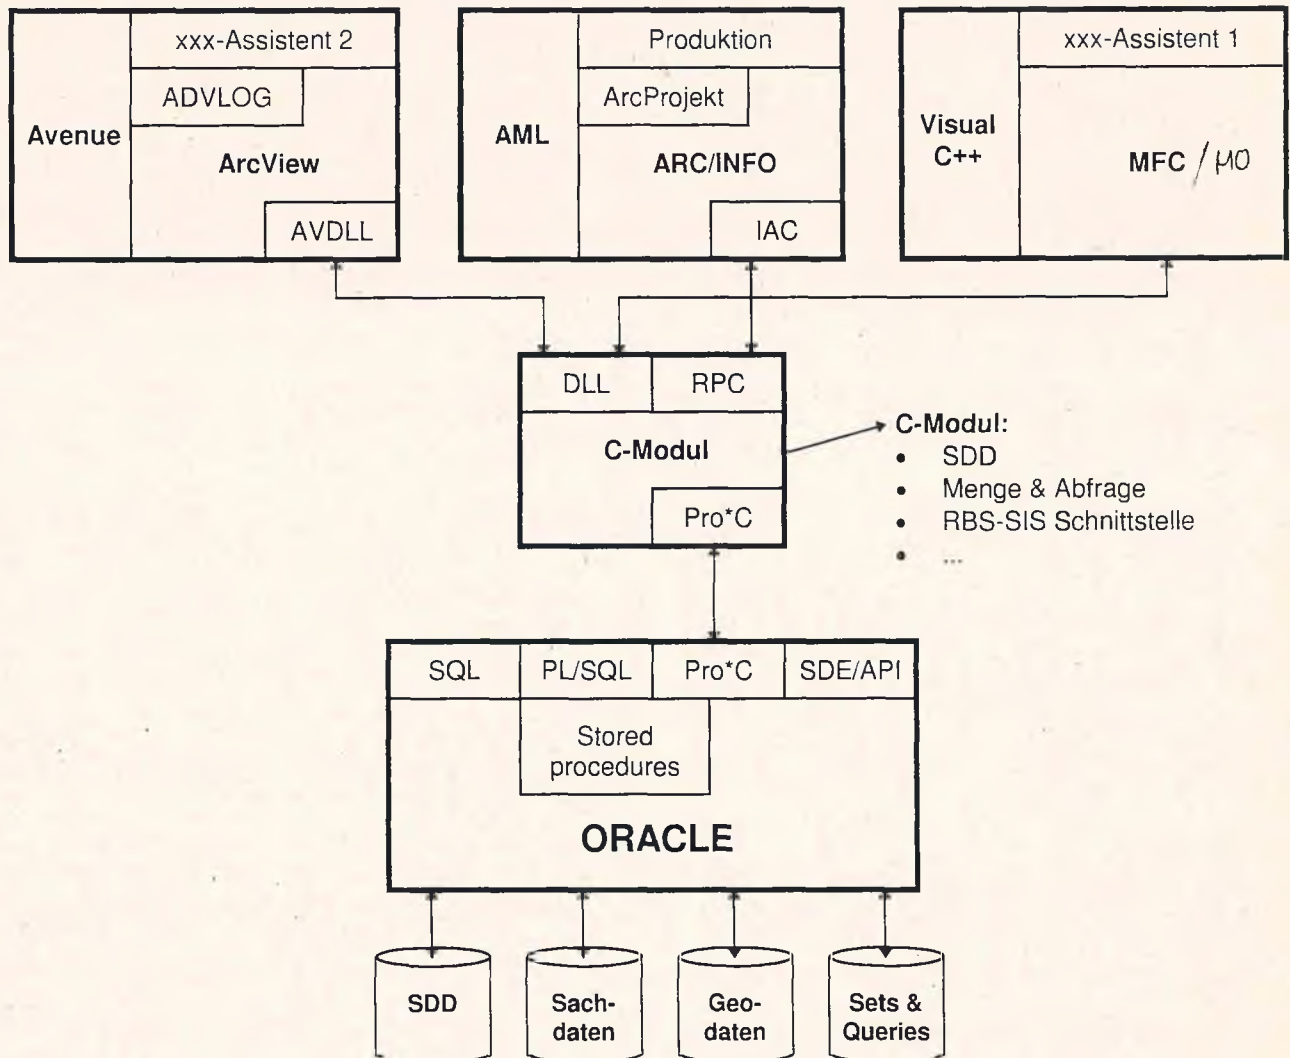 Avenue
xxx-Assistent 2
ADVLOG
ArcView
AVDLL
AML
Produktion
ArcProjekt
ARC/INFO
IAC
Visual
C++
xxx-Assistent 1
MFC / MO
DLL
RPC
C-Modul
Pro*C
C-Modul:
• SDD
• Menge & Abfrage
• RBS-SIS Schnittstelle
• ...
SQL
PL/SQL
Pro*C
SDE/API
Stored
procedures
ORACLE
SDD
Sach-
daten
Geo-
daten
Sets &
Queries